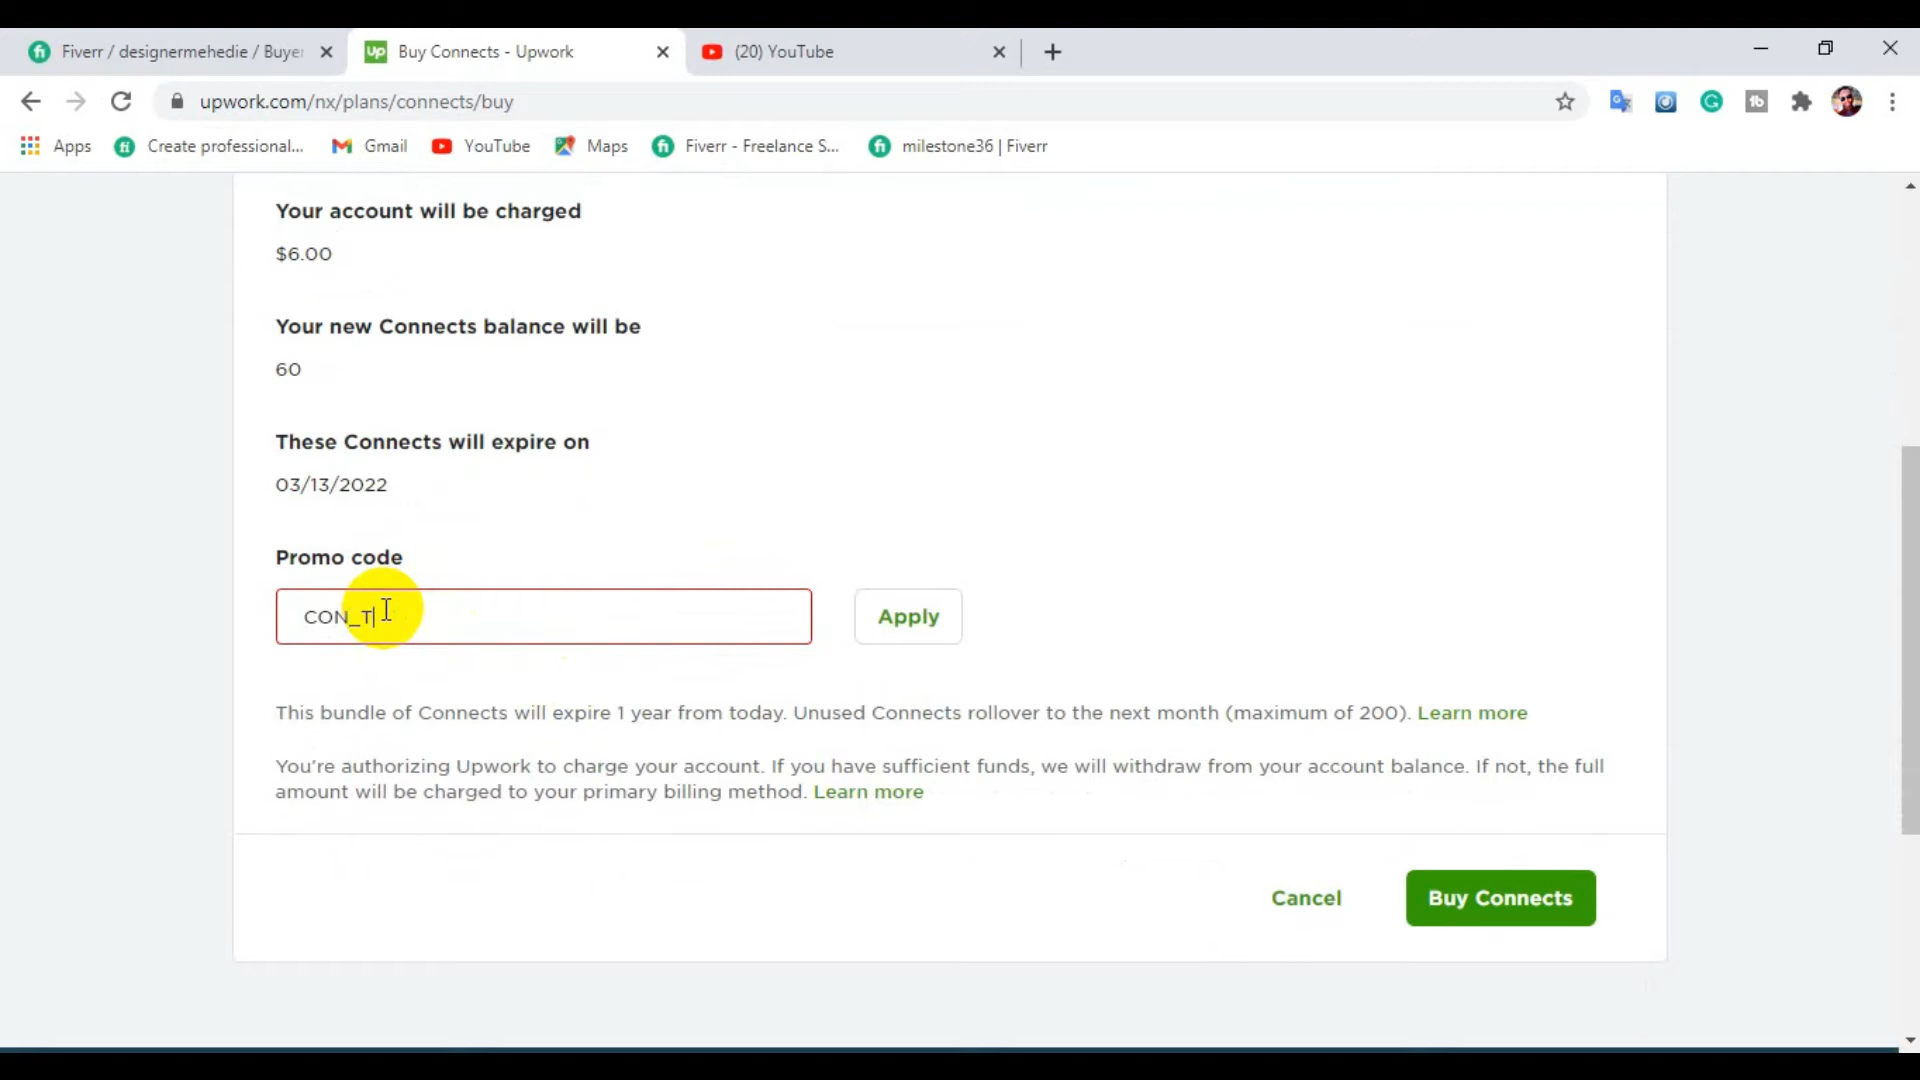 Fiverr / designermehedie / Buyer
Up Buy Connects - Upwork
(20) YouTube
upwork.com/nx/plans/connects/buy
Apps
Create professional...
Gmail
YouTube
Maps
Fiverr - Freelance S...
milestone36 | Fiverr
Your account will be charged
$6.00
Your new Connects balance will be
60
These Connects will expire on
03/13/2022
Promo code
CON_T
Apply
This bundle of Connects will expire 1 year from today. Unused Connects rollover to the next month (maximum of 200). Learn more
You're authorizing Upwork to charge your account. If you have sufficient funds, we will withdraw from your account balance. If not, the full
amount will be charged to your primary billing method. Learn more
Cancel
Buy Connects